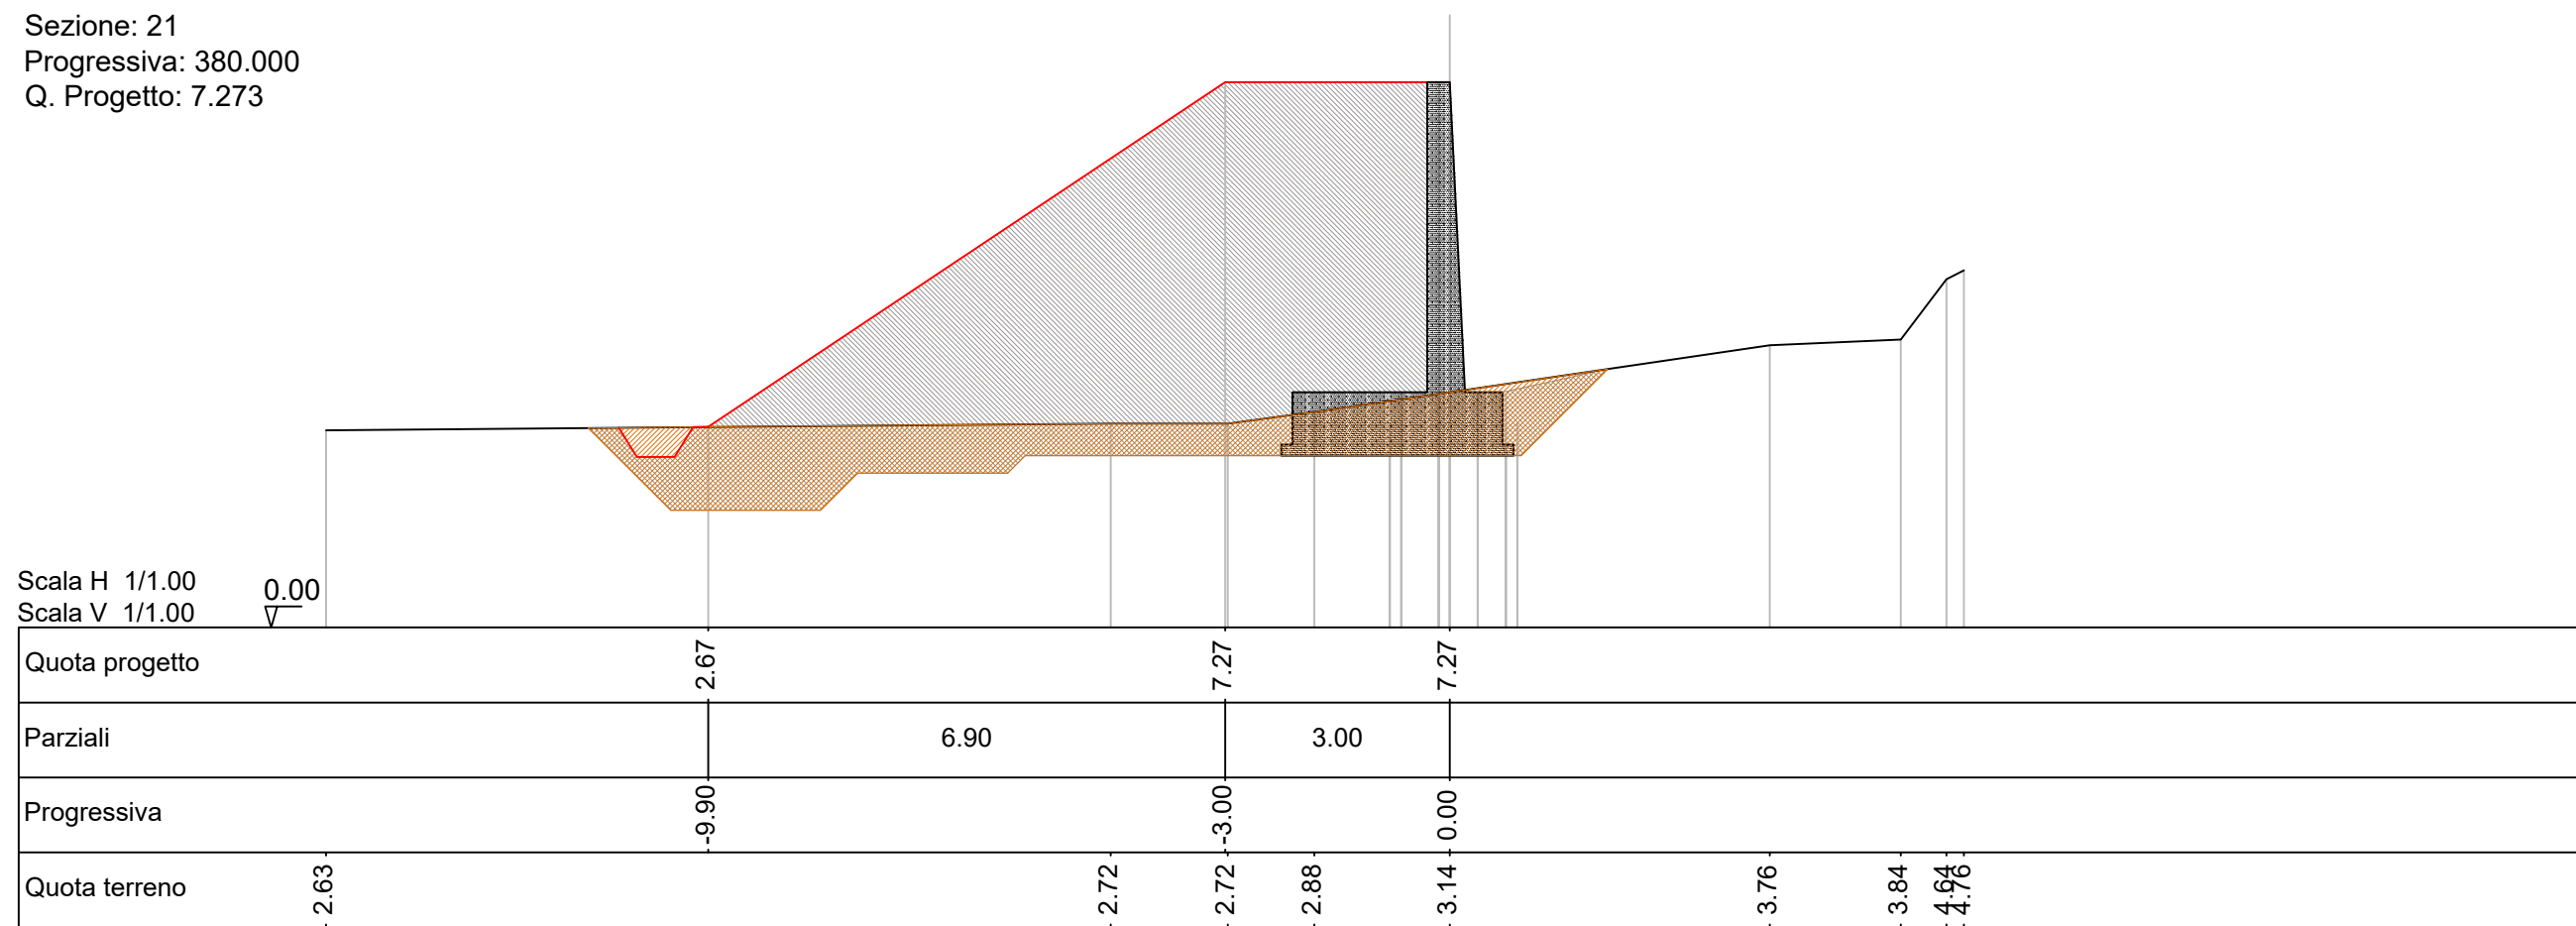 Sezione: 21
Progressiva: 380.000
Q. Progetto: 7.273
Scala H 1/1.00
Scala V 1/1.00
0.00
Quota progetto 2.67 7.27 7.27
Parziali 6.90 3.00
Progressiva -9.90 -3.00 0.00
Quota terreno 2.63 2.72 2.72 2.88 3.14 3.76 3.84 4.64 4.76